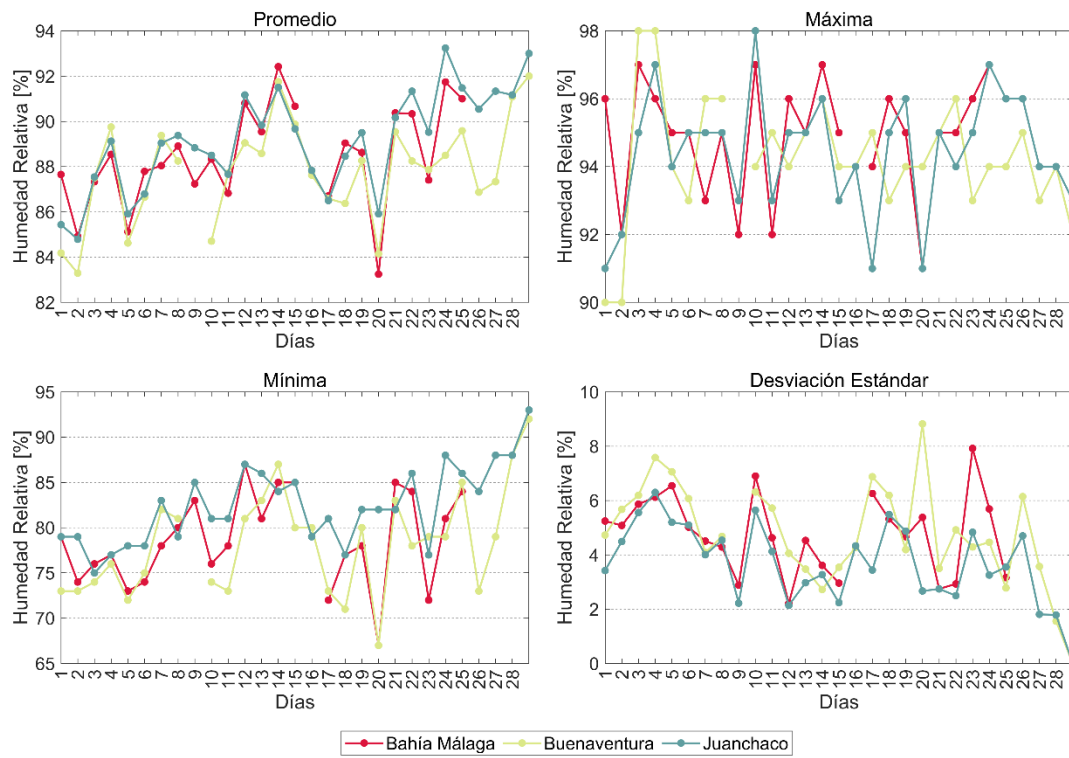 Promedio
Humedad Relativa [%]
94
92
90
88
86
84
82
1 2 3 4 5 6 7 8 9 10 11 12 13 14 15 16 17 18 19 20 21 22 23 24 25 26 27 28
Días
Máxima
Humedad Relativa [%]
98
96
94
92
90
1 2 3 4 5 6 7 8 9 10 11 12 13 14 15 16 17 18 19 20 21 22 23 24 25 26 27 28
Días
Mínima
Humedad Relativa [%]
95
90
85
80
75
70
65
1 2 3 4 5 6 7 8 9 10 11 12 13 14 15 16 17 18 19 20 21 22 23 24 25 26 27 28
Días
Desviación Estándar
Humedad Relativa [%]
10
8
6
4
2
0
1 2 3 4 5 6 7 8 9 10 11 12 13 14 15 16 17 18 19 20 21 22 23 24 25 26 27 28
Días
Bahía Málaga Buenaventura Juanchaco